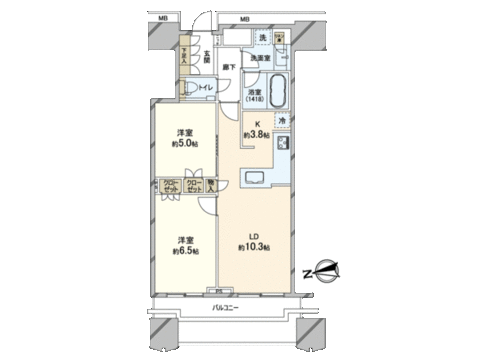 MB
MB
下足入
玄関
廊下
洗
洗面室
トイレ
浴室
(1418)
冷
K
約3.8帖
洋室
約5.0帖
クローゼット
クローゼット
物入
洋室
約6.5帖
LD
約10.3帖
N
PS
バルコニー